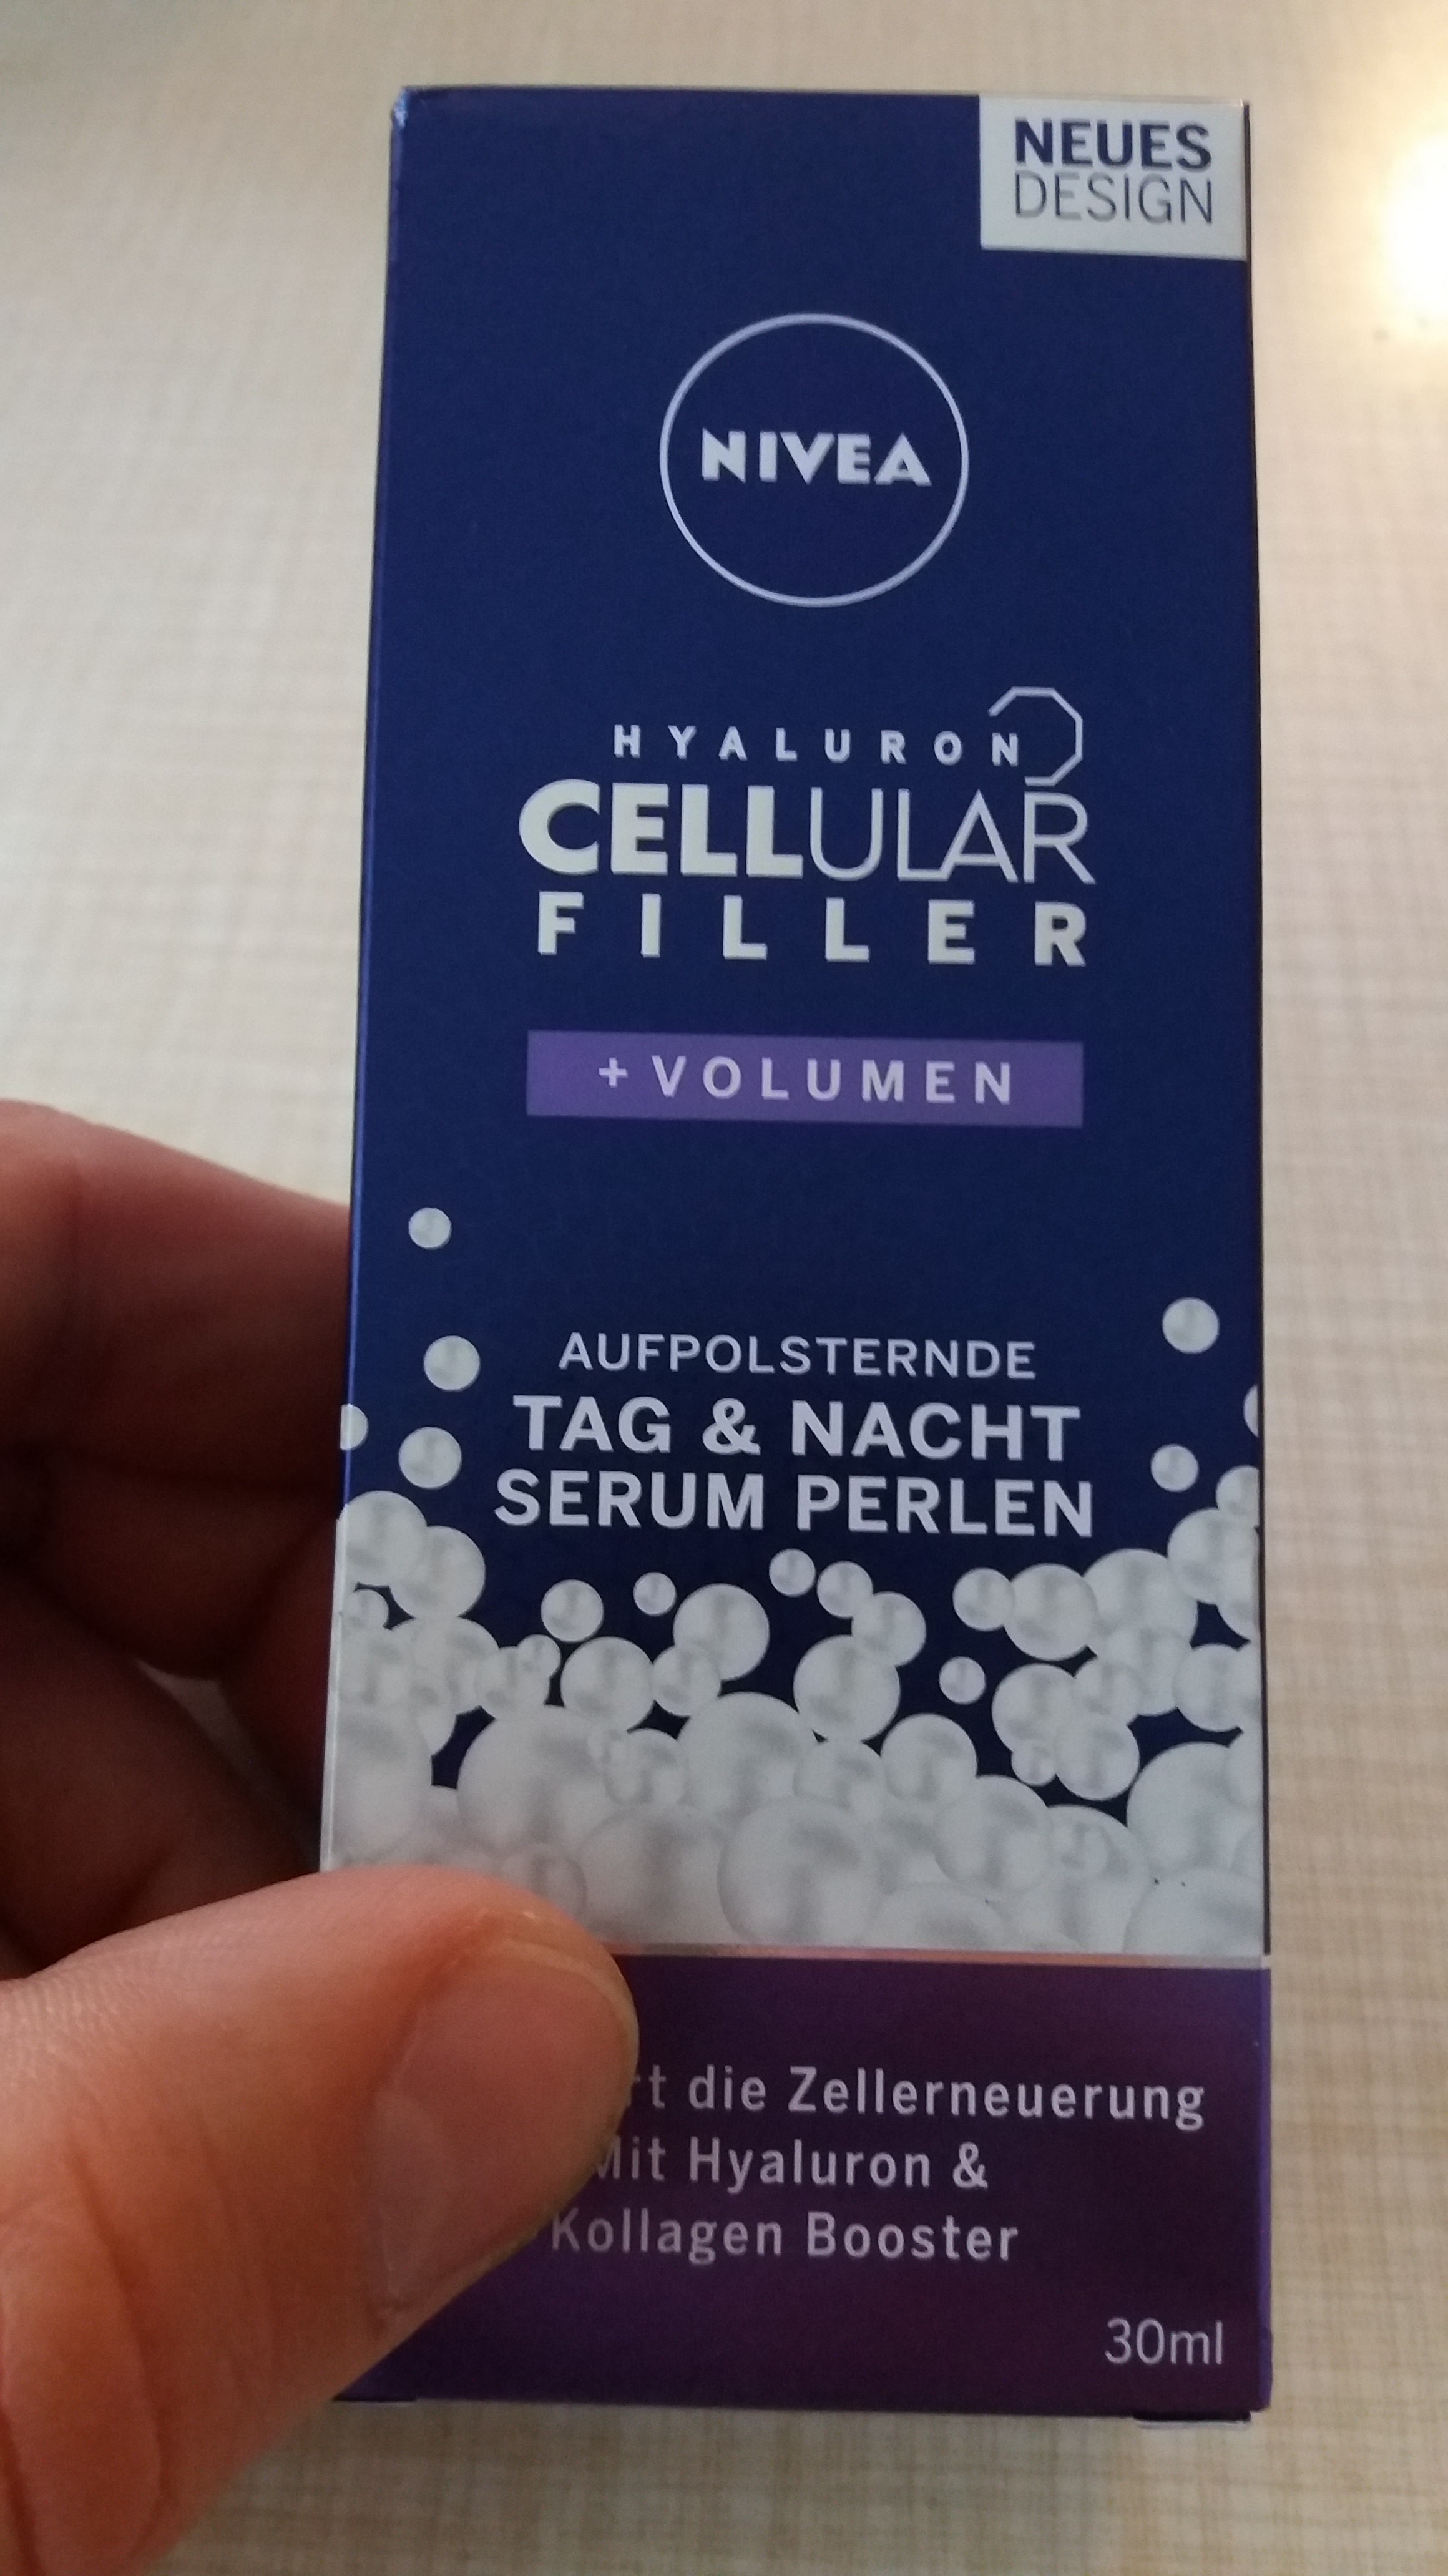 NEUES
DESIGN
NIVEA
HYALURON
CELLULAR
FILLER
+ VOLUMEN
AUFPOLSTERNDE
TAG & NACHT
SERUM PERLEN
die Zellerneuerung
Mit Hyaluron &
Kollagen Booster
30ml